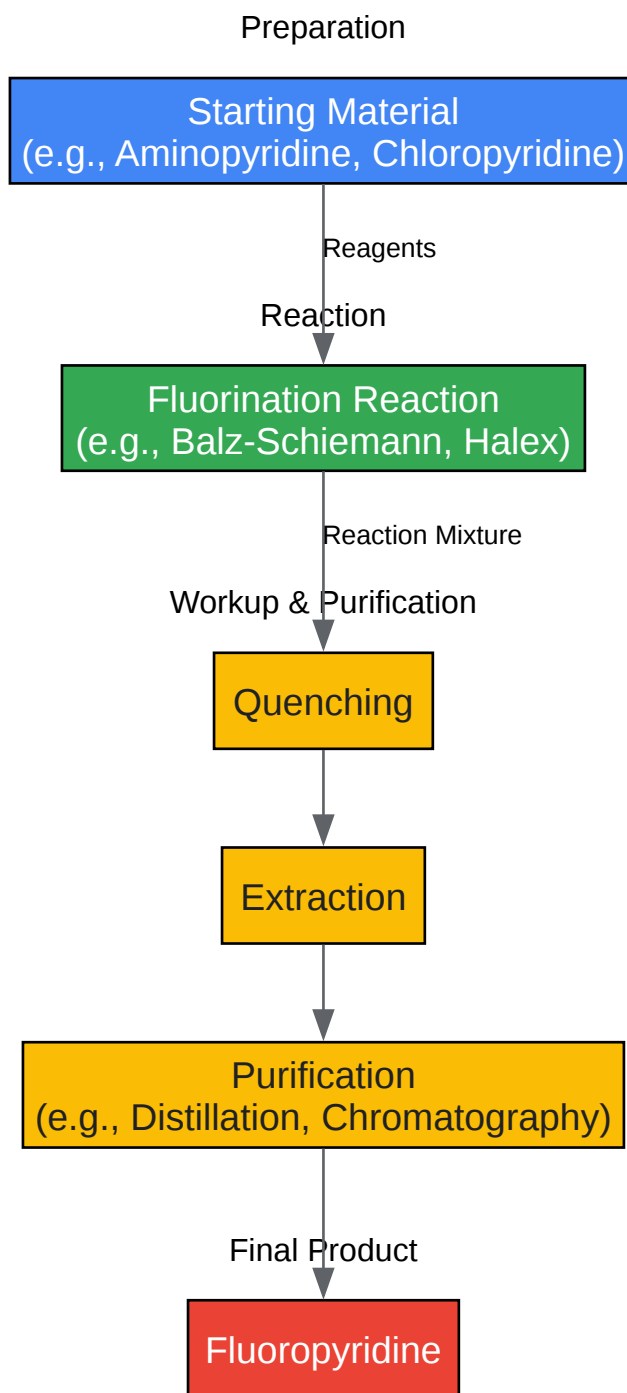 Preparation
Starting Material
(e.g., Aminopyridine, Chloropyridine)
Reagents
Reaction
Fluorination Reaction
(e.g., Balz-Schiemann, Halex)
Reaction Mixture
Workup & Purification
Quenching
Extraction
Purification
(e.g., Distillation, Chromatography)
Final Product
Fluoropyridine